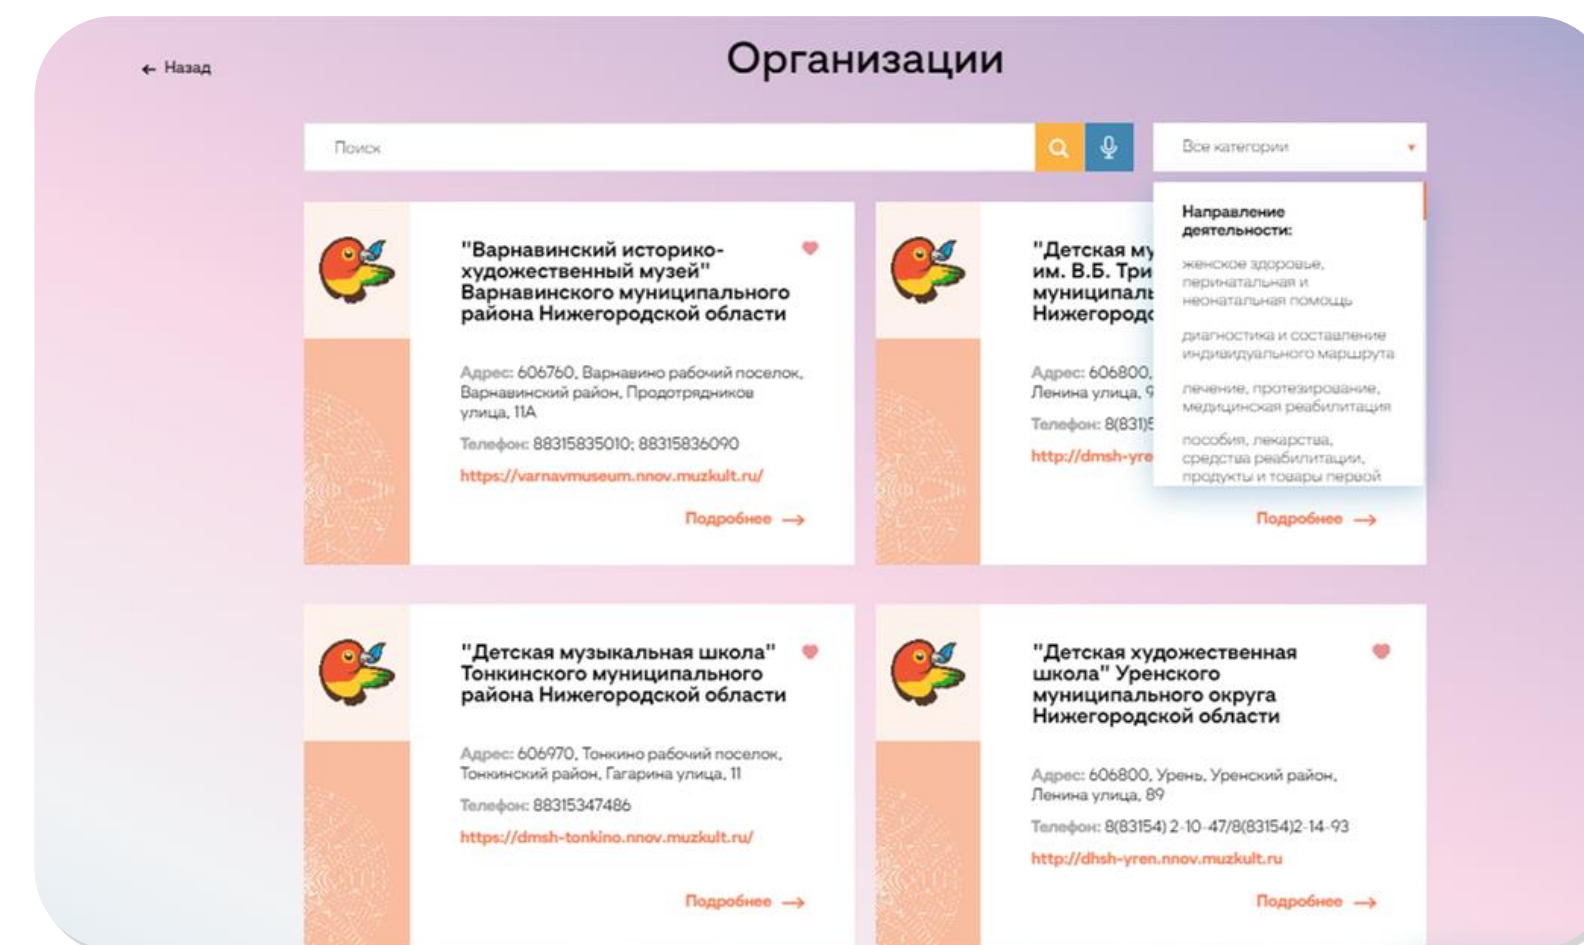 ← Назад
Организации
Поиск
Все категории
"Варнавинский историко-
художественный музей"
Варнавинского муниципального
района Нижегородской области
Адрес: 606760, Варнавино рабочий поселок,
Варнавинский район, Продотрядников
улица, 11А
Телефон: 88315835010; 88315836090
https://varnavmuseum.nnov.muzkult.ru/
Подробнее →
"Детская му
им. В.Б. Три
муниципаль
Нижегородс
Адрес: 606800,
Ленина улица, 9
Телефон: 8(831)5
http://dmsh-yre
Подробнее →
Направление
деятельности:
женское здоровье,
перинатальная и
неонатальная помощь
диагностика и составление
индивидуального маршрута
лечение, протезирование,
медицинская реабилитация
пособия, лекарства,
средства реабилитации,
продукты и товары первой
"Детская музыкальная школа"
Тонкинского муниципального
района Нижегородской области
Адрес: 606970, Тонкино рабочий поселок,
Тонкинский район, Гагарина улица, 11
Телефон: 88315347486
https://dmsh-tonkino.nnov.muzkult.ru/
Подробнее →
"Детская художественная
школа" Уренского
муниципального округа
Нижегородской области
Адрес: 606800, Урень, Уренский район,
Ленина улица, 89
Телефон: 8(83154) 2-10-47/8(83154)2-14-93
http://dhsh-yren.nnov.muzkult.ru
Подробнее →